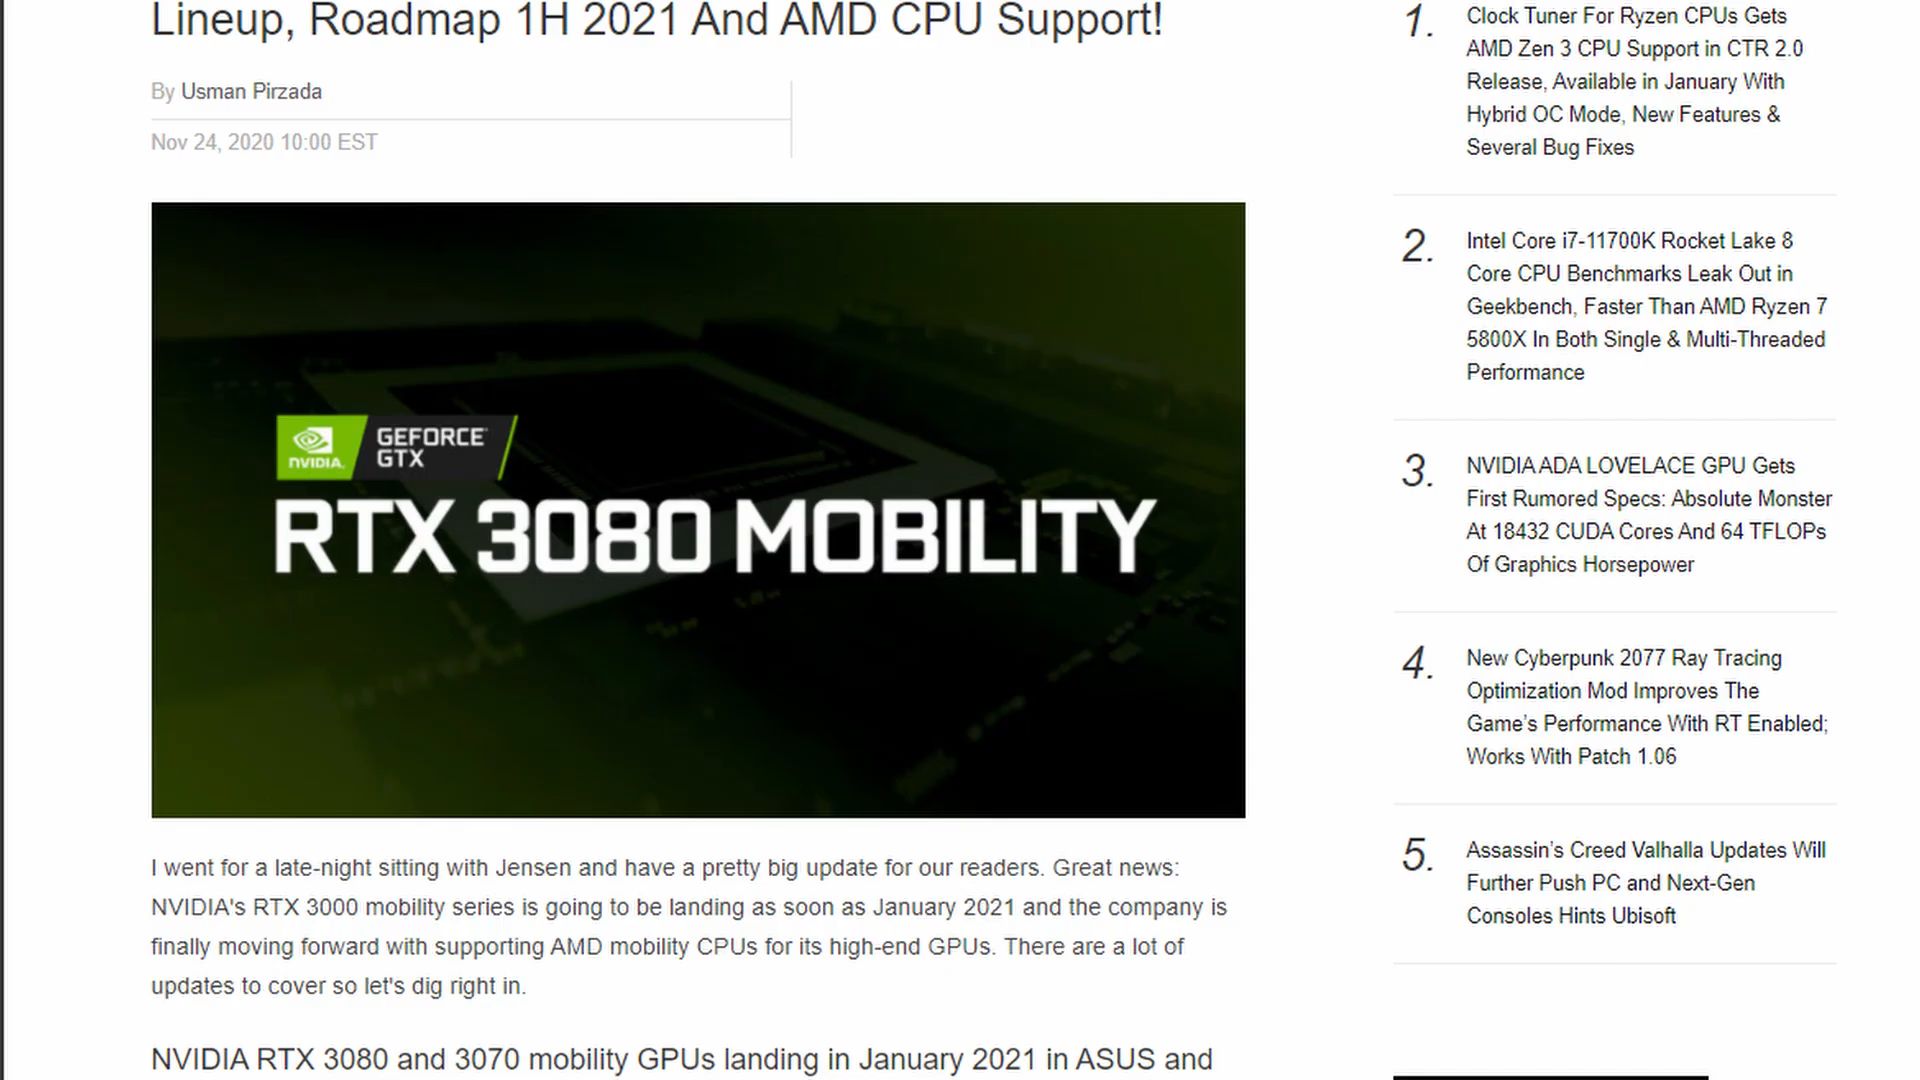 Lineup, Roadmap 1H 2021 And AMD CPU Support!
By Usman Pirzada
Nov 24, 2020 10:00 EST
NVIDIA.
GEFORCE
GTX
RTX 3080 MOBILITY
I went for a late-night sitting with Jensen and have a pretty big update for our readers. Great news:
NVIDIA's RTX 3000 mobility series is going to be landing as soon as January 2021 and the company is
finally moving forward with supporting AMD mobility CPUs for its high-end GPUs. There are a lot of
updates to cover so let's dig right in.
NVIDIA RTX 3080 and 3070 mobility GPUs landing in January 2021 in ASUS and
1.
Clock Tuner For Ryzen CPUs Gets
AMD Zen 3 CPU Support in CTR 2.0
Release, Available in January With
Hybrid OC Mode, New Features &
Several Bug Fixes
2.
Intel Core i7-11700K Rocket Lake 8
Core CPU Benchmarks Leak Out in
Geekbench, Faster Than AMD Ryzen 7
5800X In Both Single & Multi-Threaded
Performance
3.
NVIDIA ADA LOVELACE GPU Gets
First Rumored Specs: Absolute Monster
At 18432 CUDA Cores And 64 TFLOPs
Of Graphics Horsepower
4.
New Cyberpunk 2077 Ray Tracing
Optimization Mod Improves The
Game’s Performance With RT Enabled;
Works With Patch 1.06
5.
Assassin’s Creed Valhalla Updates Will
Further Push PC and Next-Gen
Consoles Hints Ubisoft